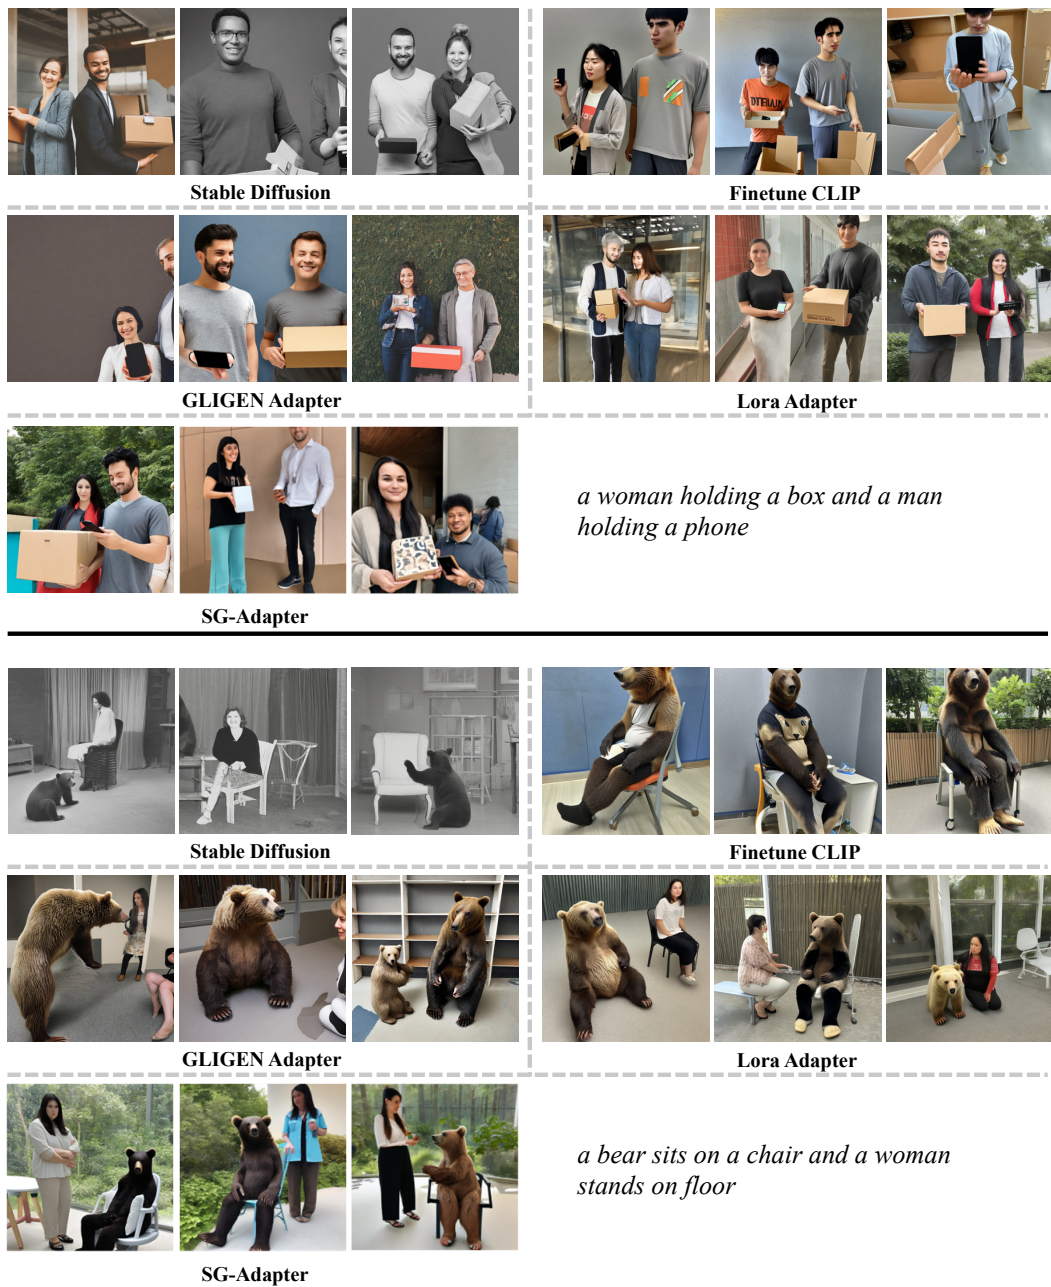 Stable Diffusion
Finetune CLIP
GLIGEN Adapter
Lora Adapter
a woman holding a box and a man
holding a phone
SG-Adapter
Stable Diffusion
Finetune CLIP
GLIGEN Adapter
Lora Adapter
a bear sits on a chair and a woman
stands on floor
SG-Adapter